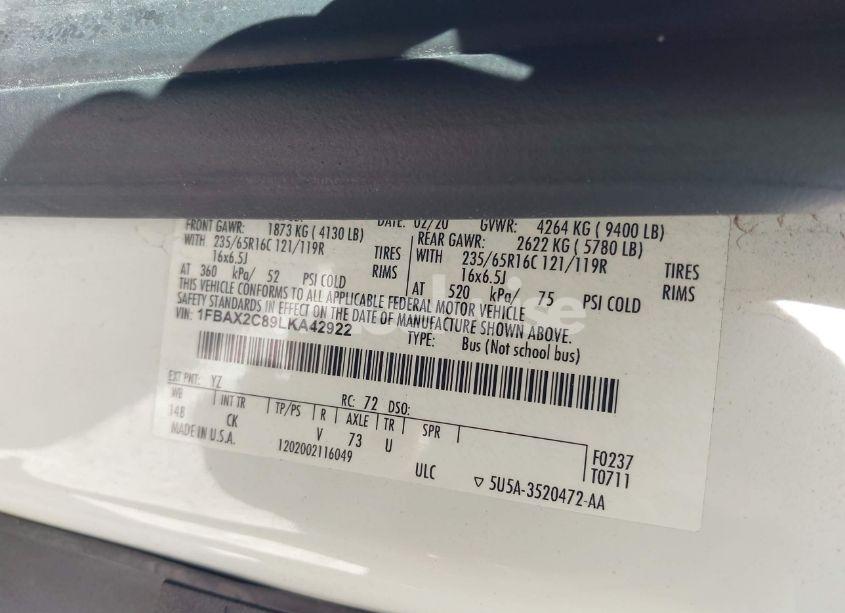 DATE: 02/20 GVWR: 4264 KG ( 9400 LB)
FRONT GAWR: 1873 KG ( 4130 LB) REAR GAWR: 2622 KG ( 5780 LB)
WITH 235/65R16C 121/119R TIRES WITH 235/65R16C 121/119R TIRES
16x6.5J RIMS 16x6.5J RIMS
AT 360 kPa/ 52 PSI COLD AT 520 kPa/ 75 PSI COLD
THIS VEHICLE CONFORMS TO ALL APPLICABLE FEDERAL MOTOR VEHICLE
SAFETY STANDARDS IN EFFECT ON THE DATE OF MANUFACTURE SHOWN ABOVE.
VIN: 1FBAX2C89LKA42922 TYPE: Bus (Not school bus)
EXT PNT: YZ RC: 72 DSO:
WB INT TR TP/PS R AXLE TR SPR
14B CK V 73 U F0237
MADE IN U.S.A. 1202002116049 T0711
ULC ▽ 5U5A-3520472-AA